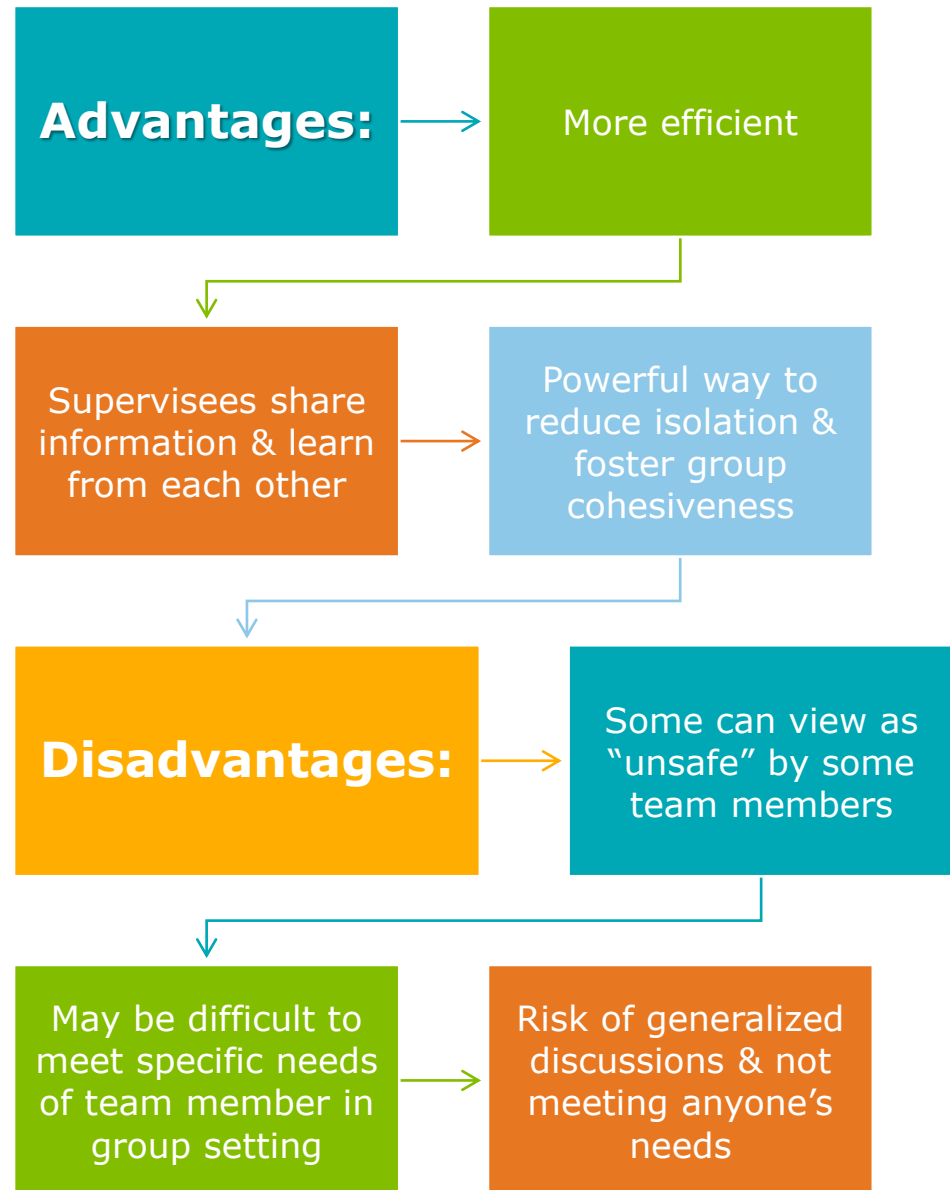 Advantages:
More efficient
Supervisees share
information & learn
from each other
Powerful way to
reduce isolation &
foster group
cohesiveness
Disadvantages:
Some can view as
“unsafe” by some
team members
May be difficult to
meet specific needs
of team member in
group setting
Risk of generalized
discussions & not
meeting anyone’s
needs